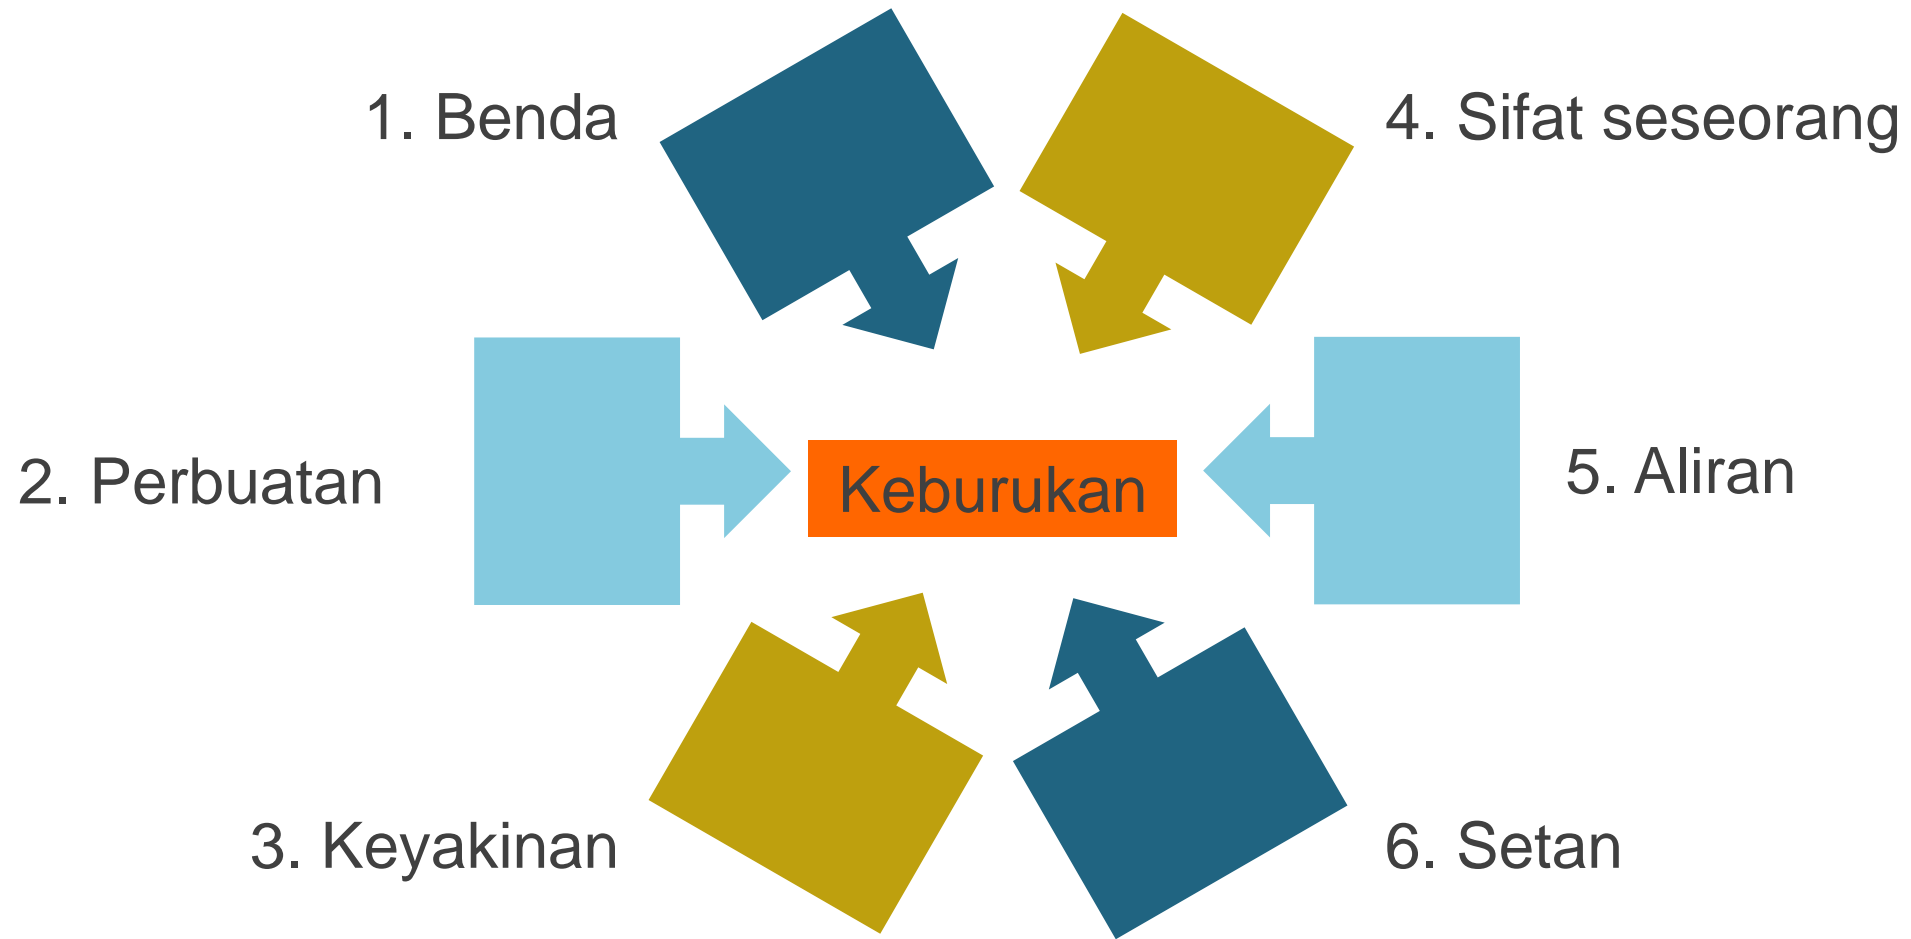 1. Benda
2. Perbuatan
3. Keyakinan
Keburukan
4. Sifat seseorang
5. Aliran
6. Setan